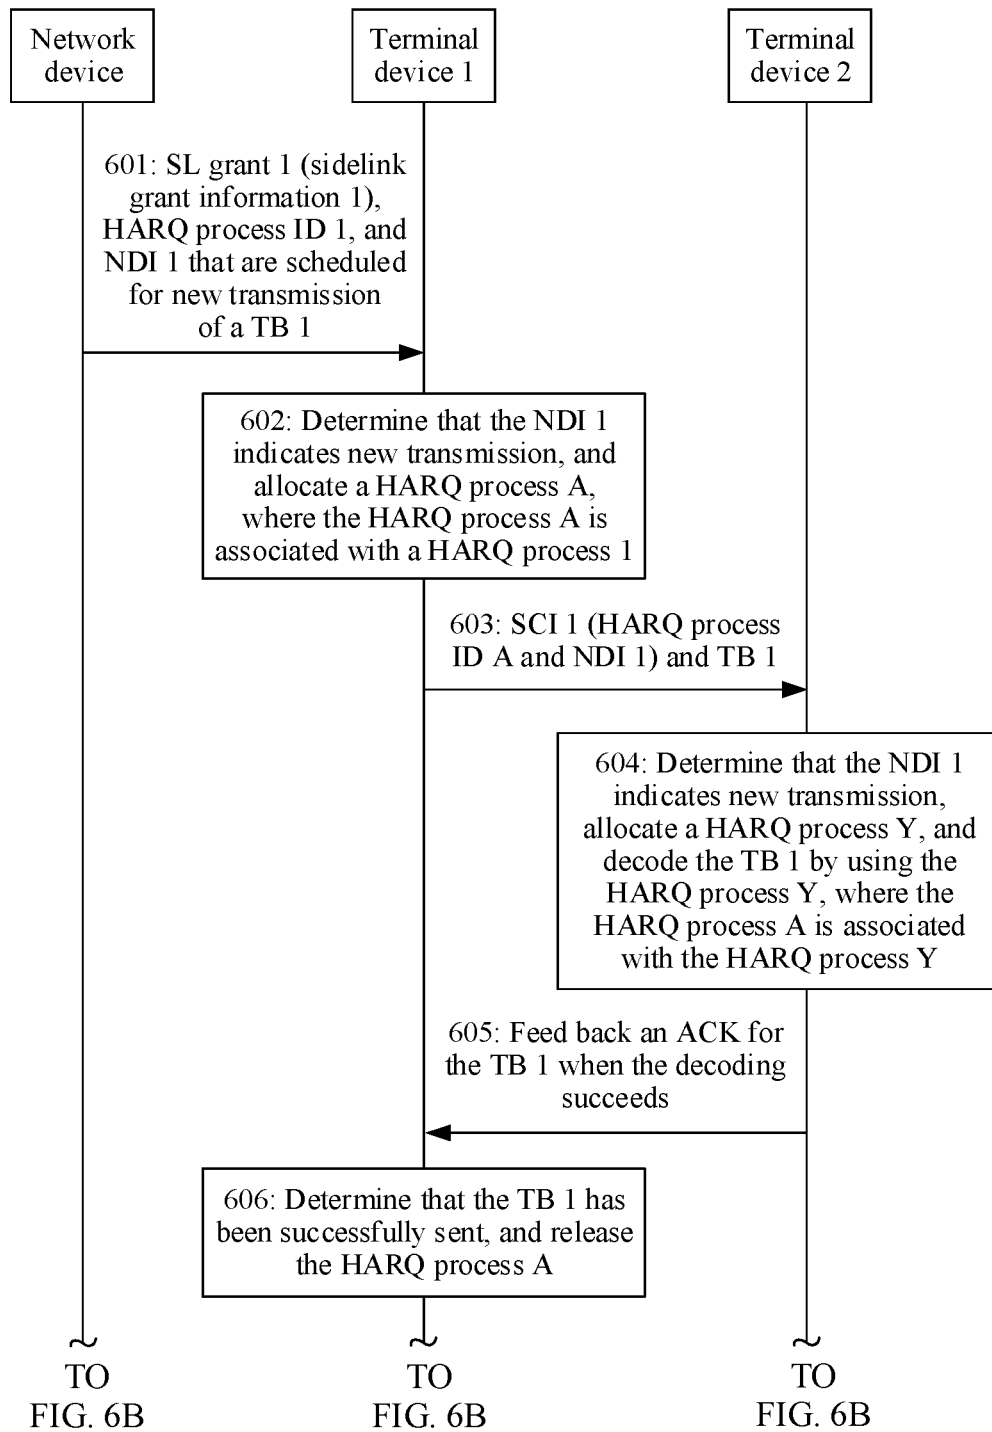 Network
device
Terminal
device 1
Terminal
device 2
601: SL grant 1 (sidelink
grant information 1),
HARQ process ID 1, and
NDI 1 that are scheduled
for new transmission
of a TB 1
602: Determine that the NDI 1
indicates new transmission, and
allocate a HARQ process A,
where the HARQ process A is
associated with a HARQ process 1
603: SCI 1 (HARQ process
ID A and NDI 1) and TB 1
604: Determine that the NDI 1
indicates new transmission,
allocate a HARQ process Y, and
decode the TB 1 by using the
HARQ process Y, where the
HARQ process A is associated
with the HARQ process Y
605: Feed back an ACK for
the TB 1 when the decoding
succeeds
606: Determine that the TB 1 has
been successfully sent, and release
the HARQ process A
TO
FIG. 6B
TO
FIG. 6B
TO
FIG. 6B